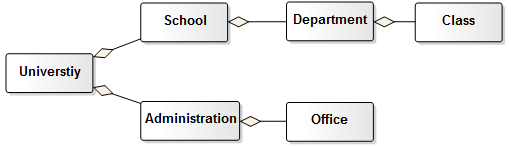 School
Department
Class
Universtiy
Administration
Office